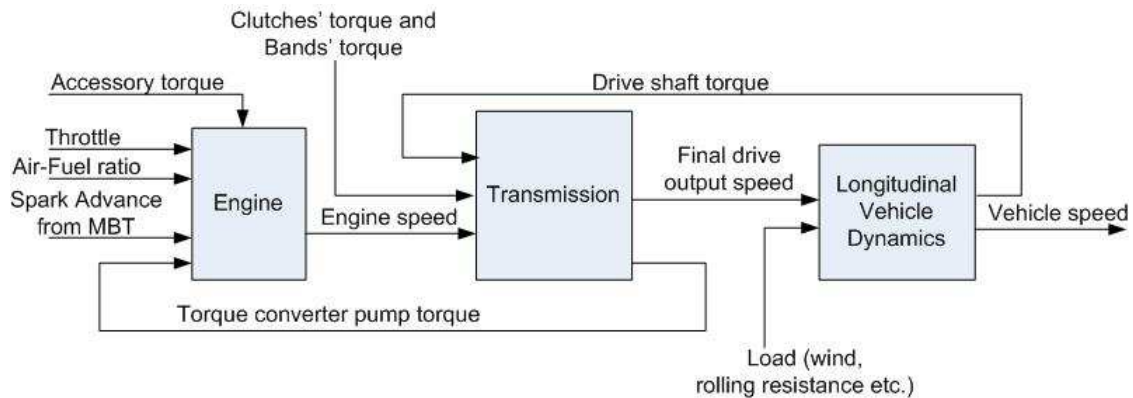 Clutches' torque and
Bands' torque
Accessory torque
Drive shaft torque
Throttle
Air-Fuel ratio
Spark Advance
from MBT
Engine
Engine speed
Transmission
Final drive
output speed
Longitudinal
Vehicle
Dynamics
Vehicle speed
Torque converter pump torque
Load (wind,
rolling resistance etc.)